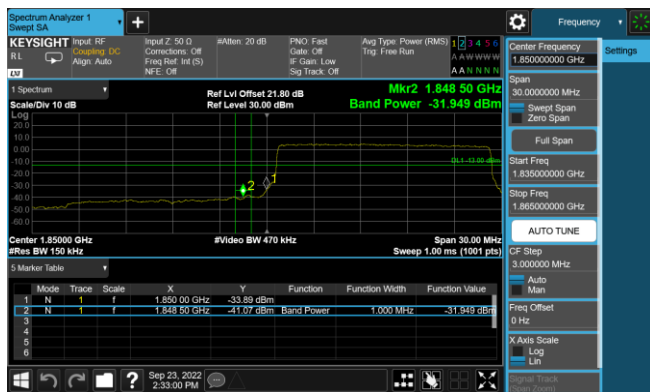 Spectrum Analyzer 1
Swept SA
Frequency
KEYSIGHT
R L
Input: RF
Coupling: DC
Align: Auto
Input Z: 50 Ω
Corrections: Off
Freq Ref: Int (S)
NFE: Off
#Atten: 20 dB
PNO: Fast
Gate: Off
IF Gain: Low
Sig Track: Off
Avg Type: Power (RMS)
Trig: Free Run
1 2 3 4 5 6
A A W W W W
A A N N N N
LXI
1 Spectrum
Scale/Div 10 dB
Ref Lvl Offset 21.80 dB
Ref Level 30.00 dBm
Mkr2 1.848 50 GHz
Band Power -31.949 dBm
Log
20.0
10.0
0.00
-10.0
-20.0
-30.0
-40.0
-50.0
-60.0
DL1 -13.00 dBm
2
1
Center 1.85000 GHz
#Res BW 150 kHz
#Video BW 470 kHz
Span 30.00 MHz
Sweep 1.00 ms (1001 pts)
5 Marker Table
Mode Trace Scale X Y Function Function Width Function Value
1 N 1 f 1.850 00 GHz -33.89 dBm
2 N 1 f 1.848 50 GHz -41.07 dBm Band Power 1.000 MHz -31.949 dBm
3
4
5
6
Sep 23, 2022
2:33:00 PM
Settings
Center Frequency
1.850000000 GHz
Span
30.0000000 MHz
Swept Span
Zero Span
Full Span
Start Freq
1.835000000 GHz
Stop Freq
1.865000000 GHz
AUTO TUNE
CF Step
3.000000 MHz
Auto
Man
Freq Offset
0 Hz
X Axis Scale
Log
Lin
Signal Track
(Span Zoom)